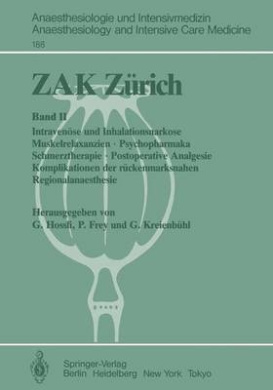 Anaesthesiologie und Intensivmedizin
Anaesthesiology and Intensive Care Medicine
188
ZAK Zürich
Band II
Intravenöse und Inhalationsnarkose
Muskelrelaxanzien · Psychopharmaka
Schmerztherapie · Postoperative Analgesie
Komplikationen der rückenmarksnahen
Regionalanaesthesie
Herausgegeben von
G. Hossli, P. Frey und G. Kreienbühl
Springer-Verlag
Berlin Heidelberg New York Tokyo